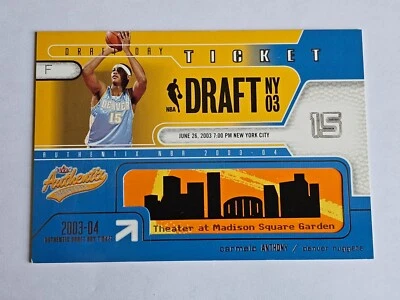 DRAFT DAY TICKET
F
DENVER
15
NBA
DRAFT
NY
03
JUNE 26, 2003 7:00 PM NEW YORK CITY
15
AUTHENTIX NBA 2003-04
Fleer
Authentix
Theater at Madison Square Garden
2003-04
carmelo ANTHONY / denver nuggets